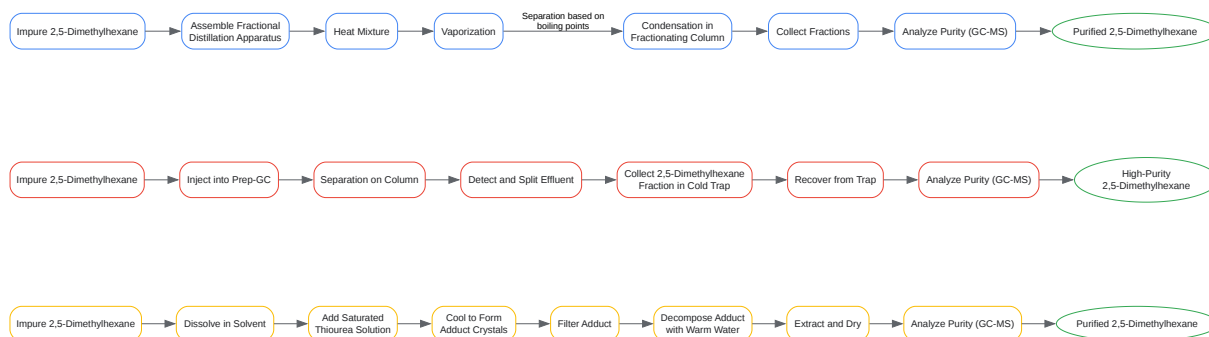 Impure 2,5-Dimethylhexane
Assemble Fractional
Distillation Apparatus
Heat Mixture
Vaporization
Separation based on
boiling points
Condensation in
Fractionating Column
Collect Fractions
Analyze Purity (GC-MS)
Purified 2,5-Dimethylhexane
Impure 2,5-Dimethylhexane
Inject into Prep-GC
Separation on Column
Detect and Split Effluent
Collect 2,5-Dimethylhexane
Fraction in Cold Trap
Recover from Trap
Analyze Purity (GC-MS)
High-Purity
2,5-Dimethylhexane
Impure 2,5-Dimethylhexane
Dissolve in Solvent
Add Saturated
Thiourea Solution
Cool to Form
Adduct Crystals
Filter Adduct
Decompose Adduct
with Warm Water
Extract and Dry
Analyze Purity (GC-MS)
Purified 2,5-Dimethylhexane